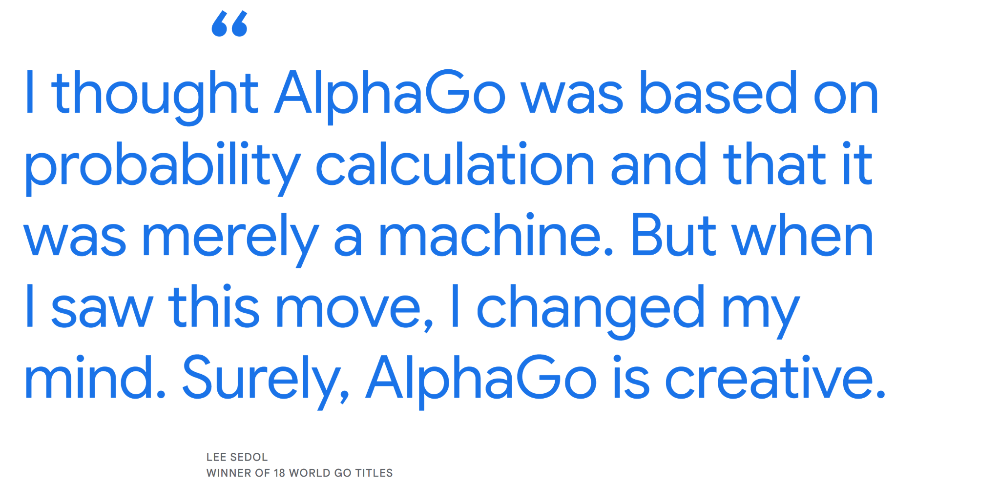 “
I thought AlphaGo was based on
probability calculation and that it
was merely a machine. But when
I saw this move, I changed my
mind. Surely, AlphaGo is creative.
LEE SEDOL
WINNER OF 18 WORLD GO TITLES